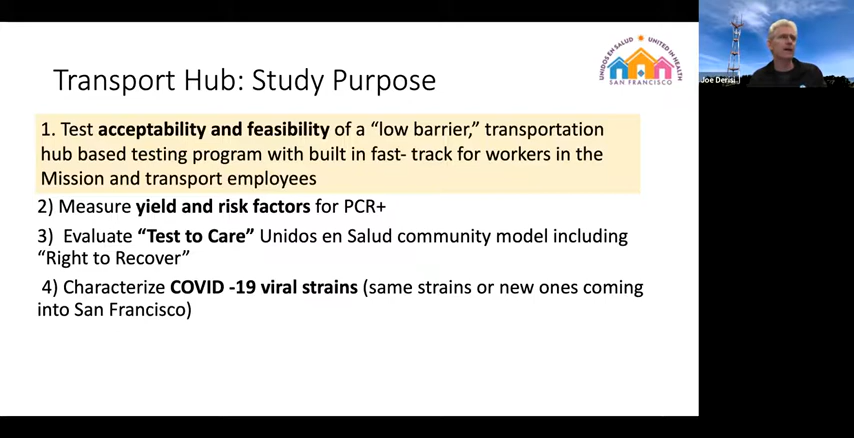 Transport Hub: Study Purpose
UNIDOS EN SALUD
UNITED IN HEALTH
SAN FRANCISCO
Joe Derisi
1. Test acceptability and feasibility of a “low barrier,” transportation
hub based testing program with built in fast- track for workers in the
Mission and transport employees
2) Measure yield and risk factors for PCR+
3) Evaluate “Test to Care” Unidos en Salud community model including
“Right to Recover”
4) Characterize COVID -19 viral strains (same strains or new ones coming
into San Francisco)